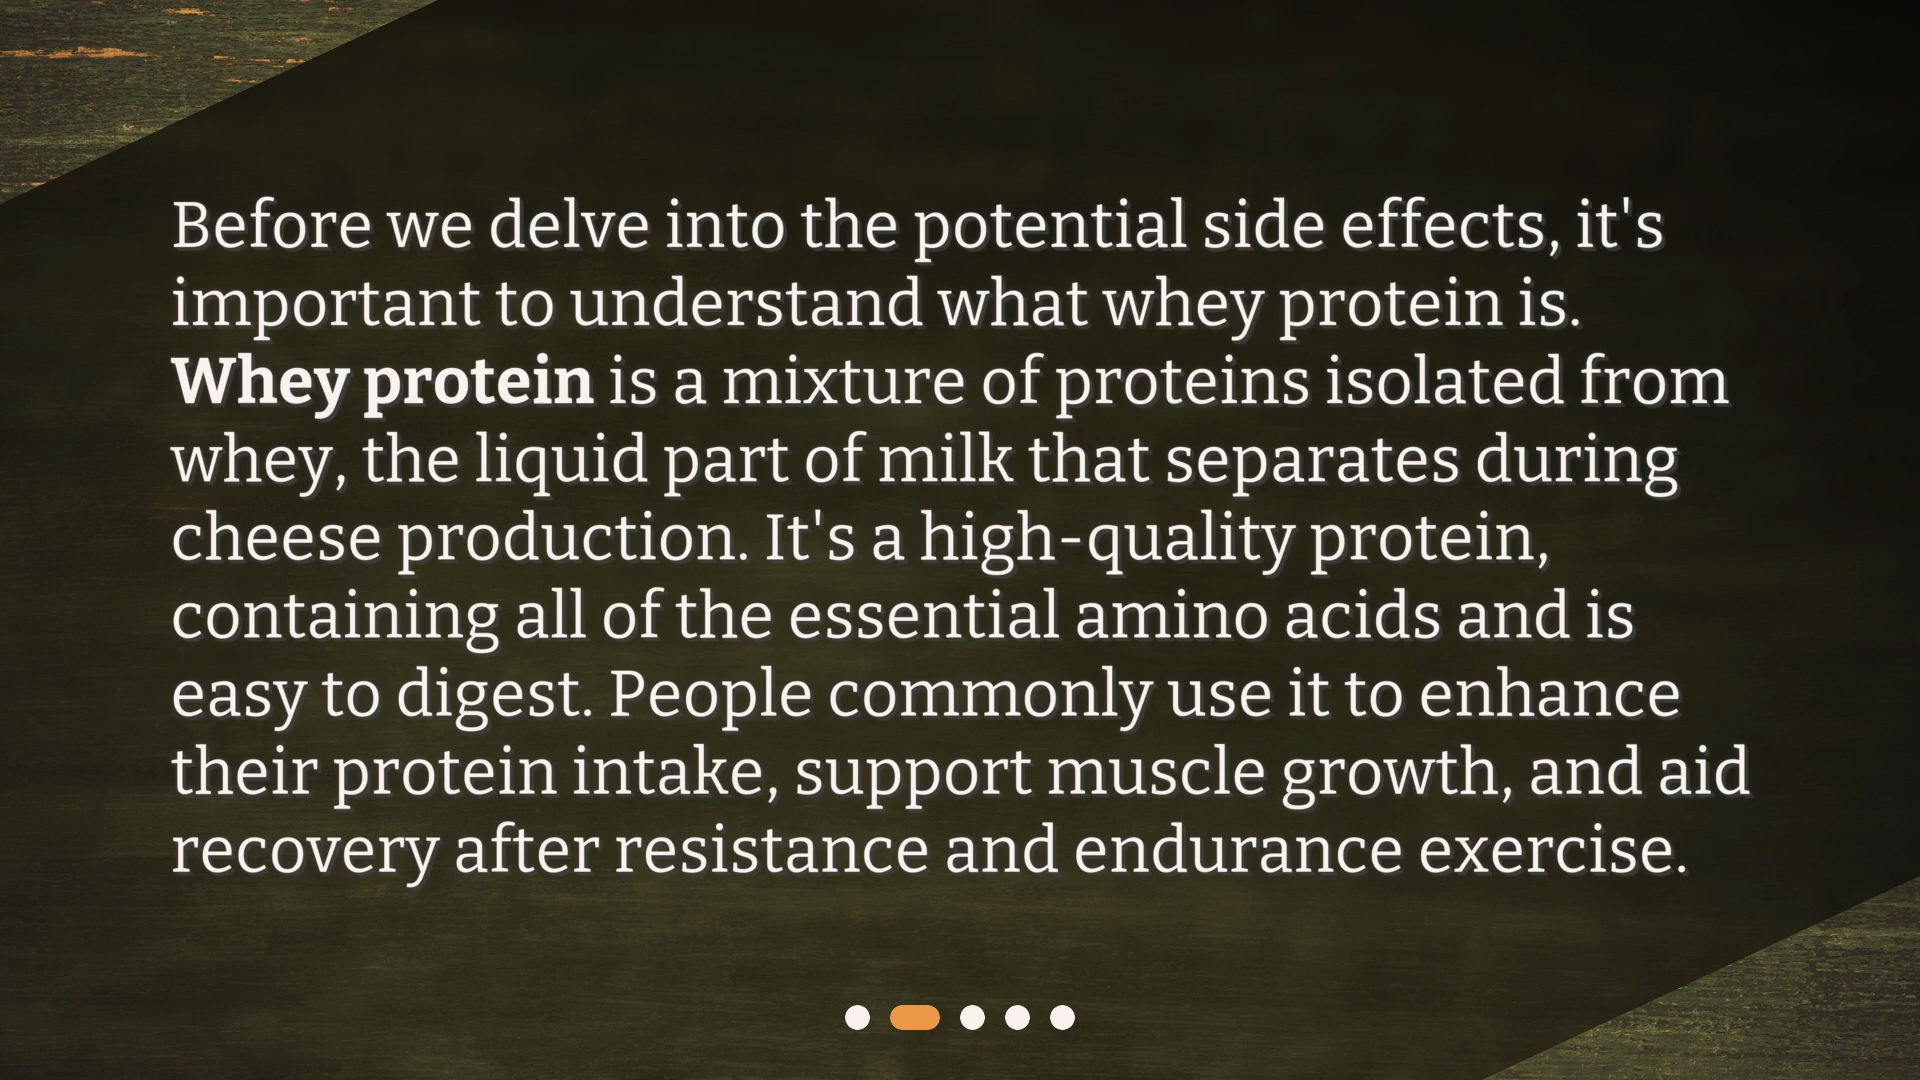 Before we delve into the potential side effects, it's
important to understand what whey protein is.
Whey protein is a mixture of proteins isolated from
whey, the liquid part of milk that separates during
cheese production. It's a high-quality protein,
containing all of the essential amino acids and is
easy to digest. People commonly use it to enhance
their protein intake, support muscle growth, and aid
recovery after resistance and endurance exercise.